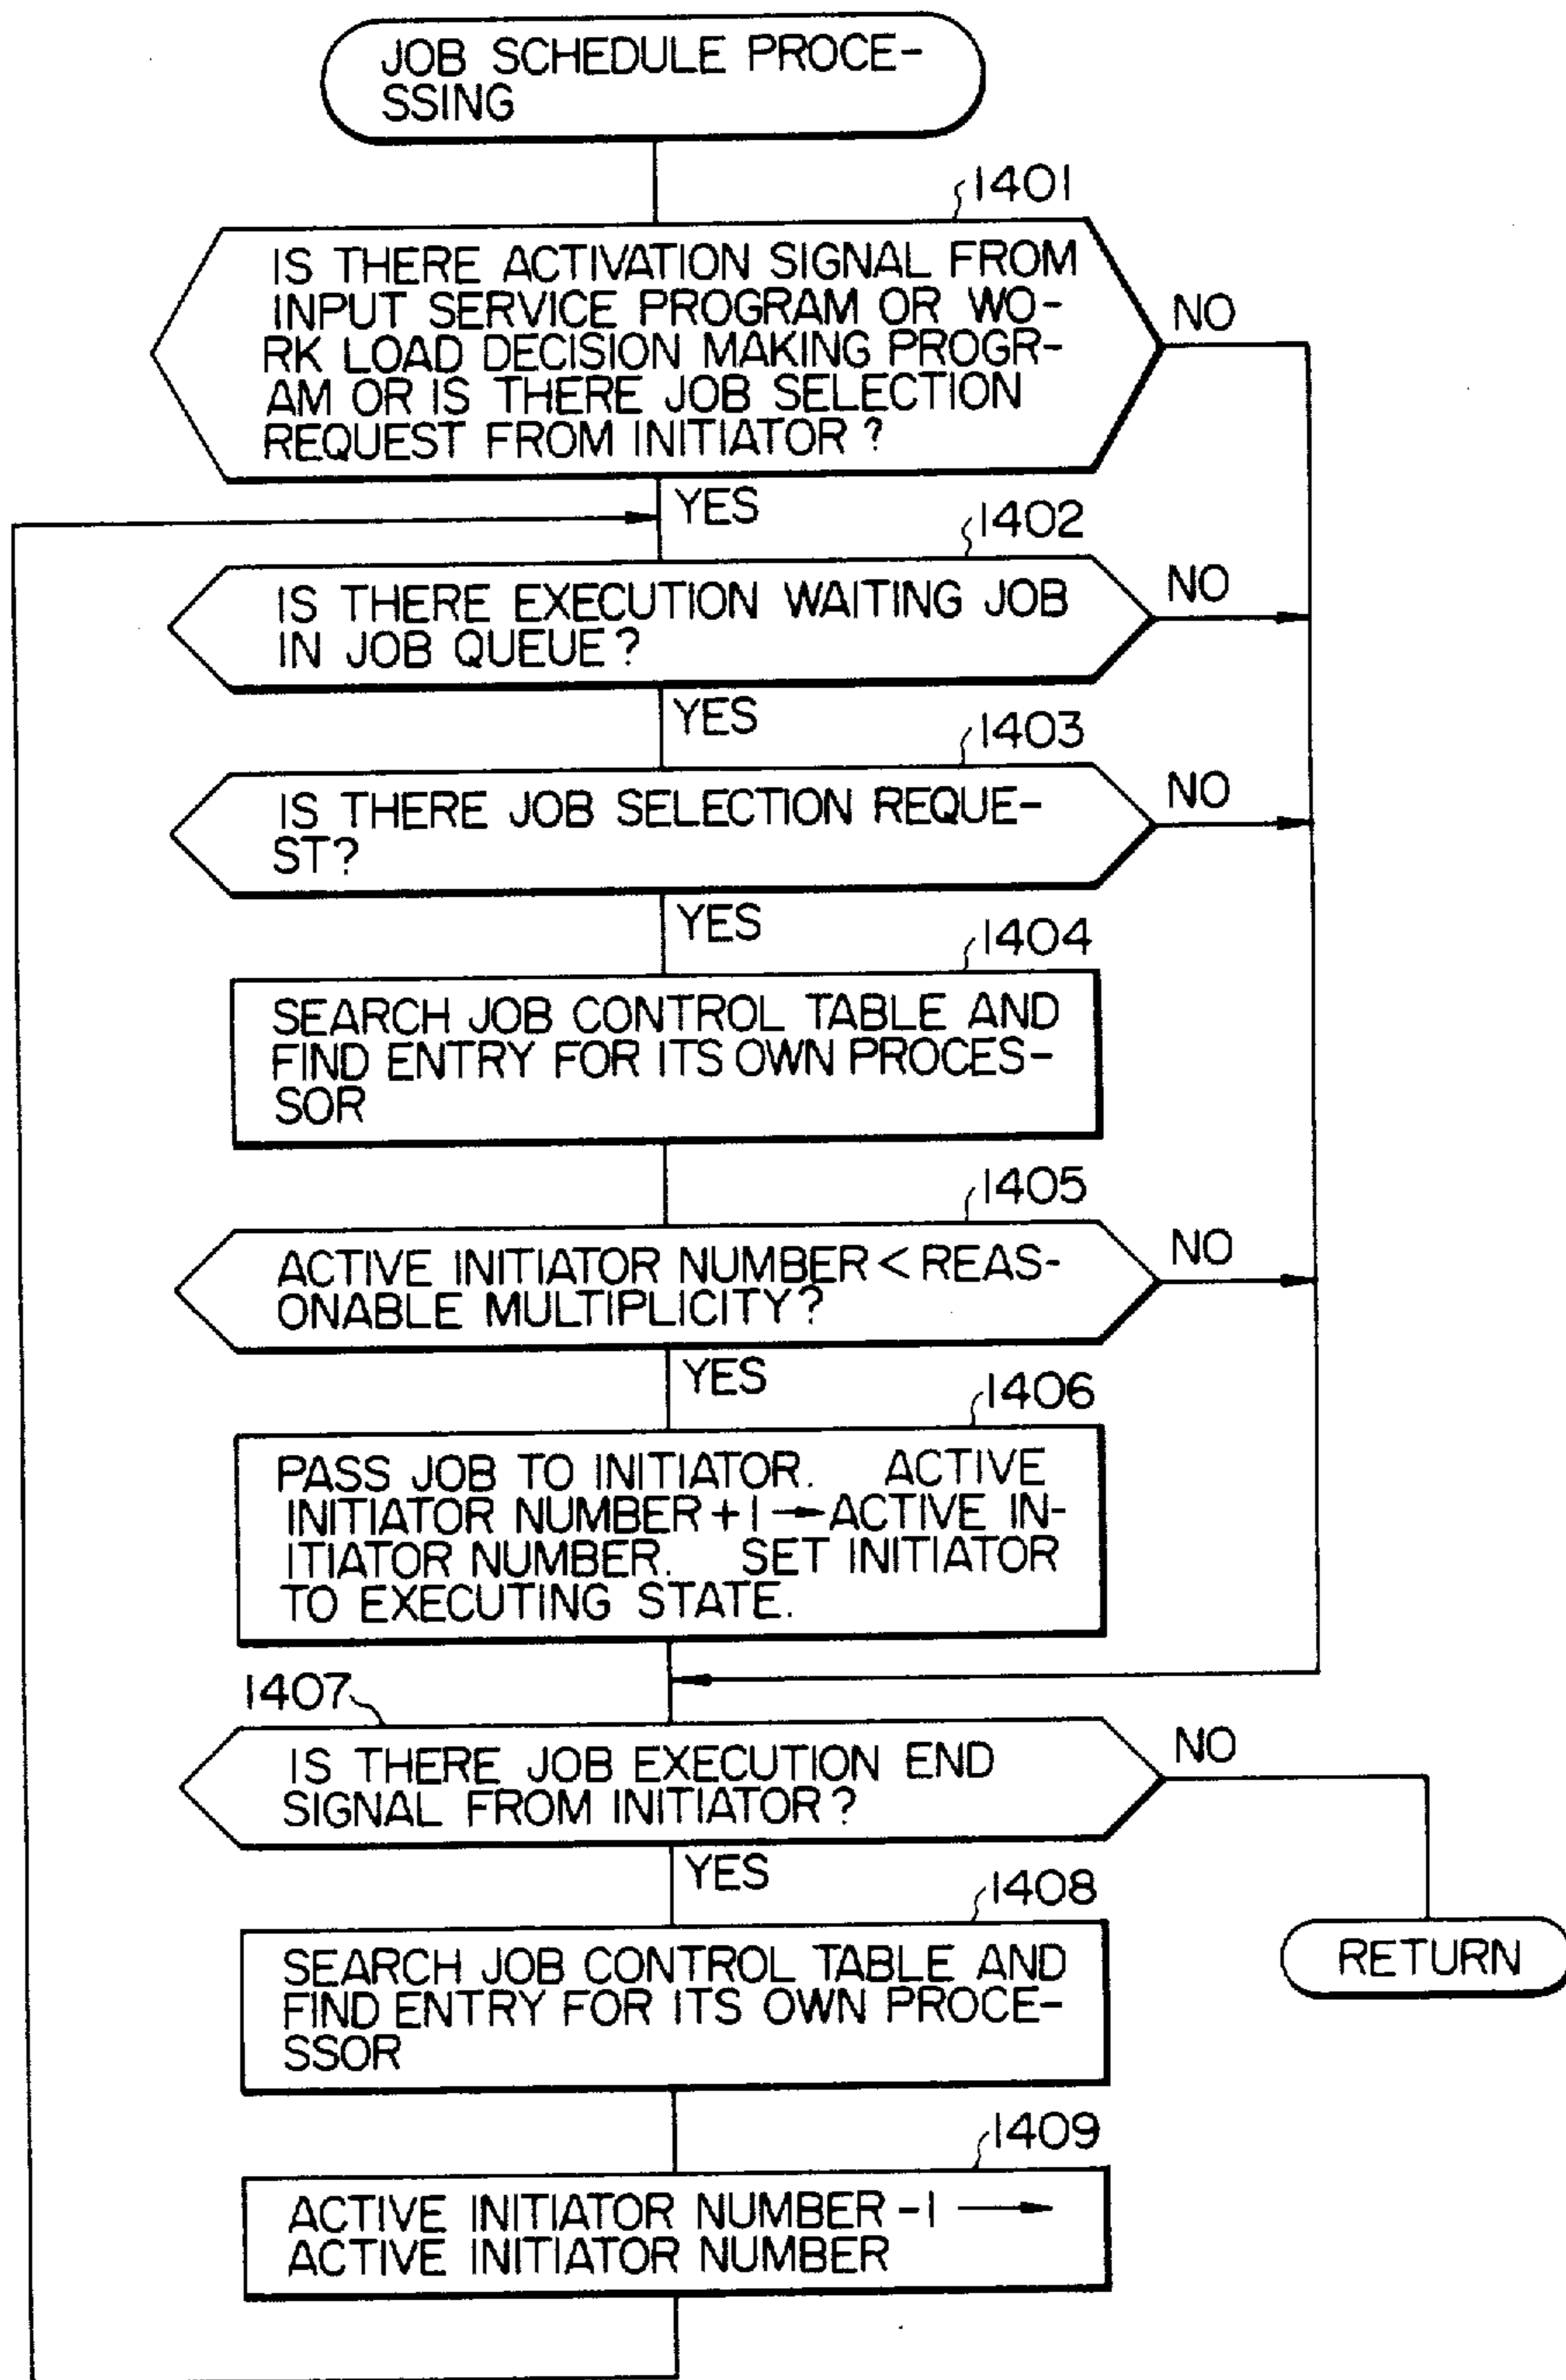 JOB SCHEDULE PROCE-
SSING
1401
IS THERE ACTIVATION SIGNAL FROM
INPUT SERVICE PROGRAM OR WO-
RK LOAD DECISION MAKING PROGR-
AM OR IS THERE JOB SELECTION
REQUEST FROM INITIATOR?
NO
YES
1402
IS THERE EXECUTION WAITING JOB
IN JOB QUEUE?
NO
YES
1403
IS THERE JOB SELECTION REQUE-
ST?
NO
YES
1404
SEARCH JOB CONTROL TABLE AND
FIND ENTRY FOR ITS OWN PROCES-
SOR
1405
ACTIVE INITIATOR NUMBER < REAS-
ONABLE MULTIPLICITY?
NO
YES
1406
PASS JOB TO INITIATOR. ACTIVE
INITIATOR NUMBER +1 → ACTIVE IN-
ITIATOR NUMBER. SET INITIATOR
TO EXECUTING STATE.
1407
IS THERE JOB EXECUTION END
SIGNAL FROM INITIATOR?
NO
YES
1408
SEARCH JOB CONTROL TABLE AND
FIND ENTRY FOR ITS OWN PROCE-
SSOR
RETURN
1409
ACTIVE INITIATOR NUMBER -1 →
ACTIVE INITIATOR NUMBER